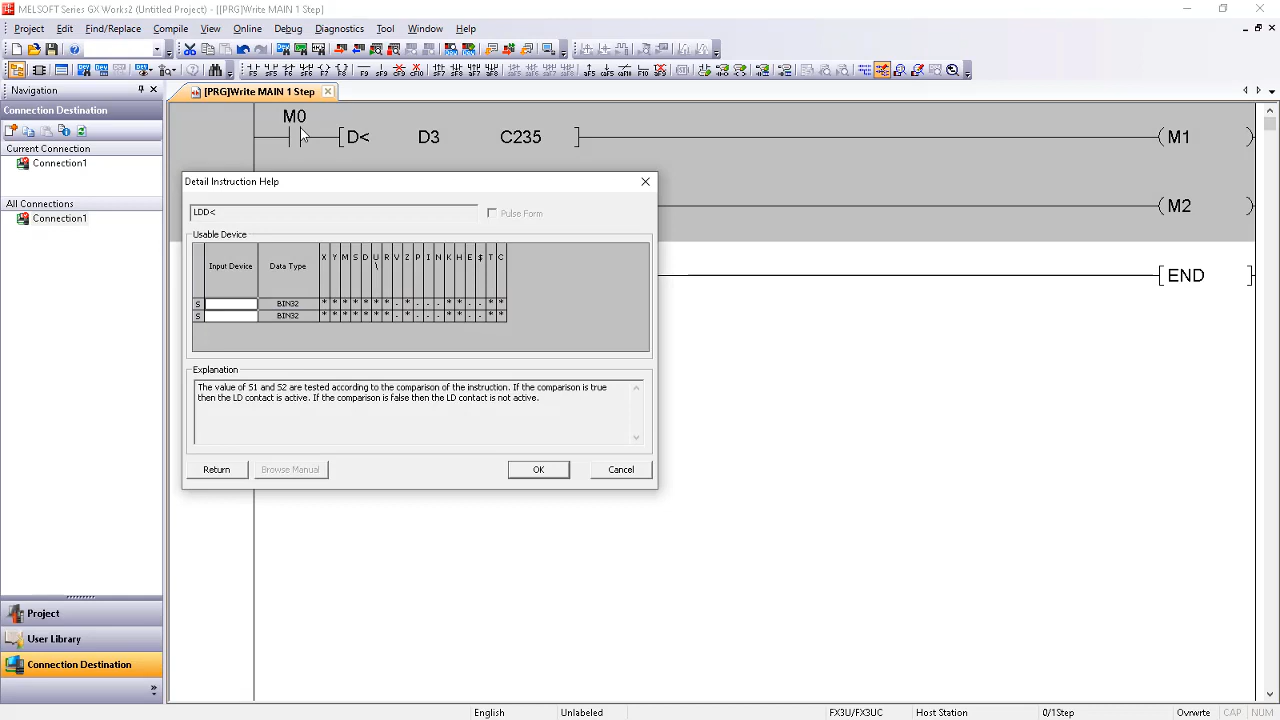 MELSOFT Series GX Works2 (Untitled Project) - [[PRG]Write MAIN 1 Step]
Project Edit Find/Replace Compile View Online Debug Diagnostics Tool Window Help
Navigation
[PRG]Write MAIN 1 Step
Connection Destination
Current Connection
Connection1
All Connections
Connection1
M0
D< D3 C235 M1
M2
END
Detail Instruction Help
LDD<
Pulse Form
Usable Device
Input Device Data Type X Y M S D U\ R V Z P I N K H E $ T C
S BIN32 * * * * * * * - * - - - * * - - * *
S BIN32 * * * * * * * - * - - - * * - - * *
Explanation
The value of S1 and S2 are tested according to the comparison of the instruction. If the comparison is true
then the LD contact is active. If the comparison is false then the LD contact is not active.
Return Browse Manual OK Cancel
Project
User Library
Connection Destination
English Unlabeled FX3U/FX3UC Host Station 0/1Step Ovrwrte CAP NUM